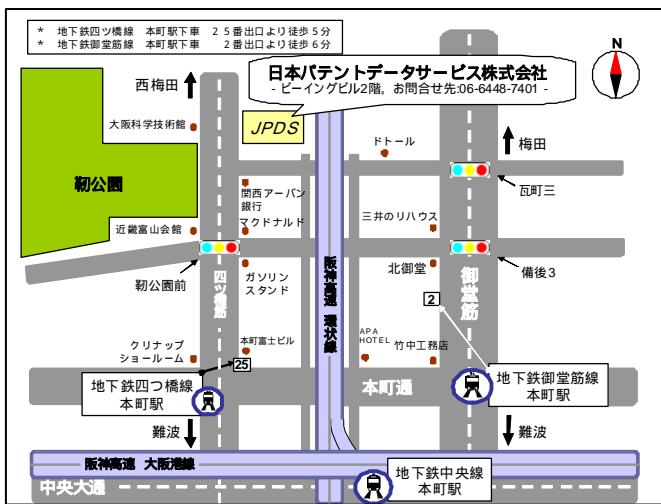 * 地下鉄四ツ橋線 本町駅下車 25番出口より徒歩5分
* 地下鉄御堂筋線 本町駅下車 2番出口より徒歩6分
日本パテントデータサービス株式会社
- ビーイングビル2階。お問合せ先:06-6448-7401 -
N
西梅田
大阪科学技術館
JPDS
ドトール
梅田
靭公園
関西アーバン
銀行
マクドナルド
三井のリハウス
瓦町三
近畿富山会館
靭公園前
四ツ橋筋
ガソリン
スタンド
阪神高速 環状線
北御堂
御堂筋
備後3
2
クリナップ
ショールーム
本町富士ビル
25
APA
HOTEL
竹中工務店
地下鉄四つ橋線
本町駅
本町通
地下鉄御堂筋線
本町駅
難波
難波
阪神高速 大阪港線
中央大通
地下鉄中央線
本町駅